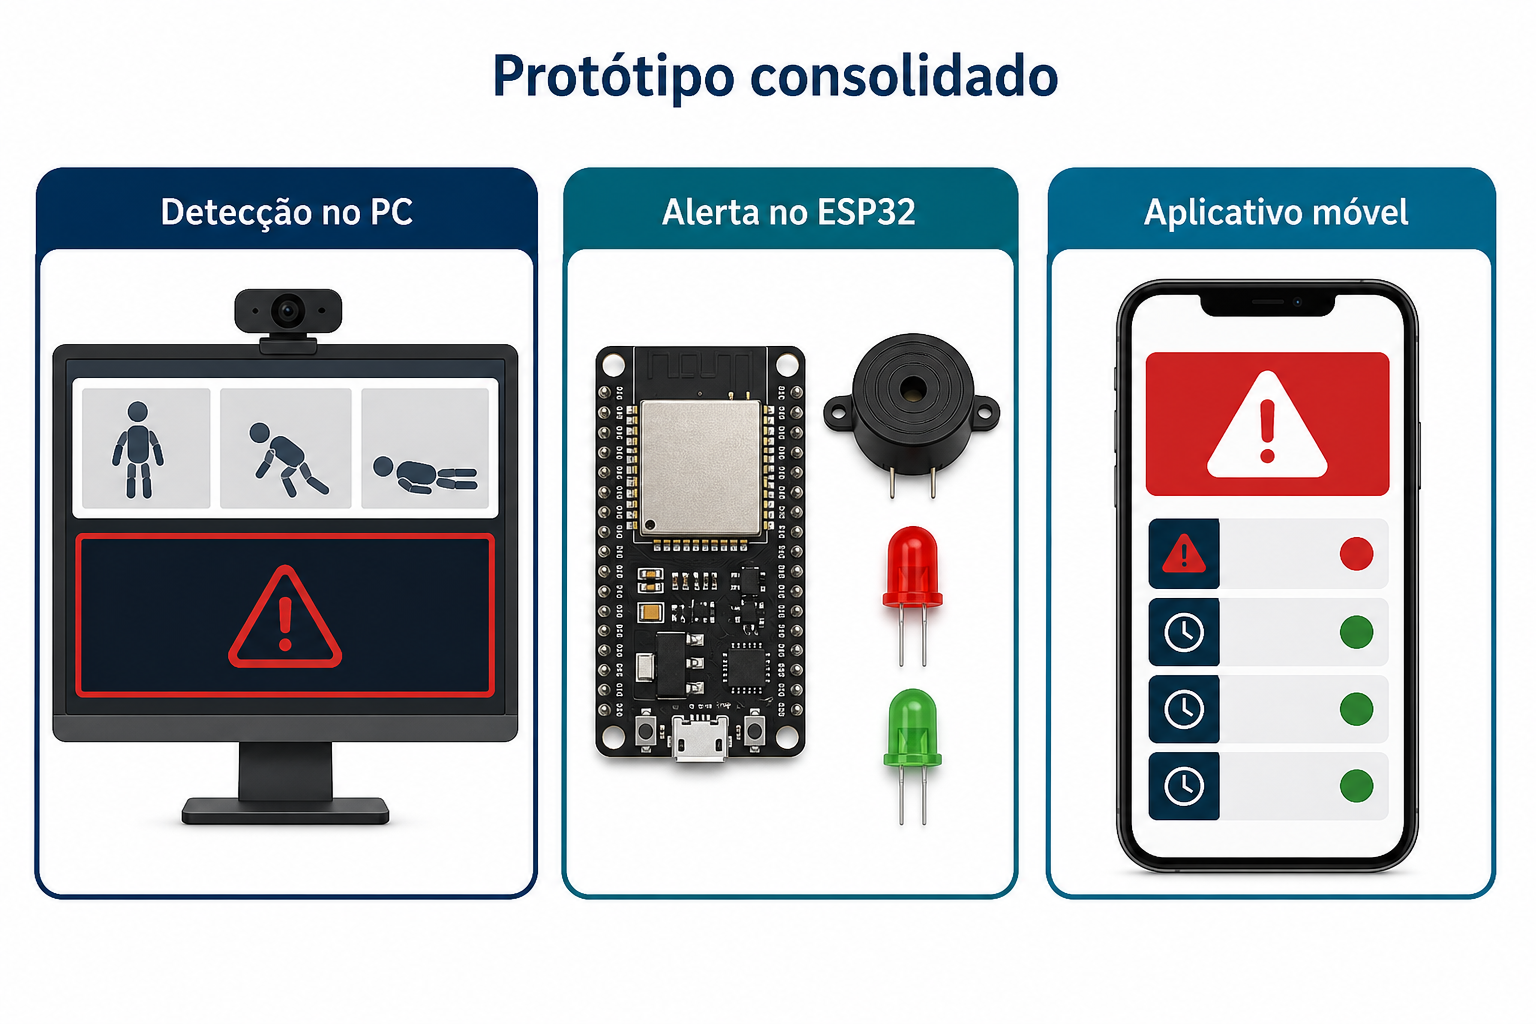 Protótipo consolidado
Detecção no PC
Alerta no ESP32
Aplicativo móvel